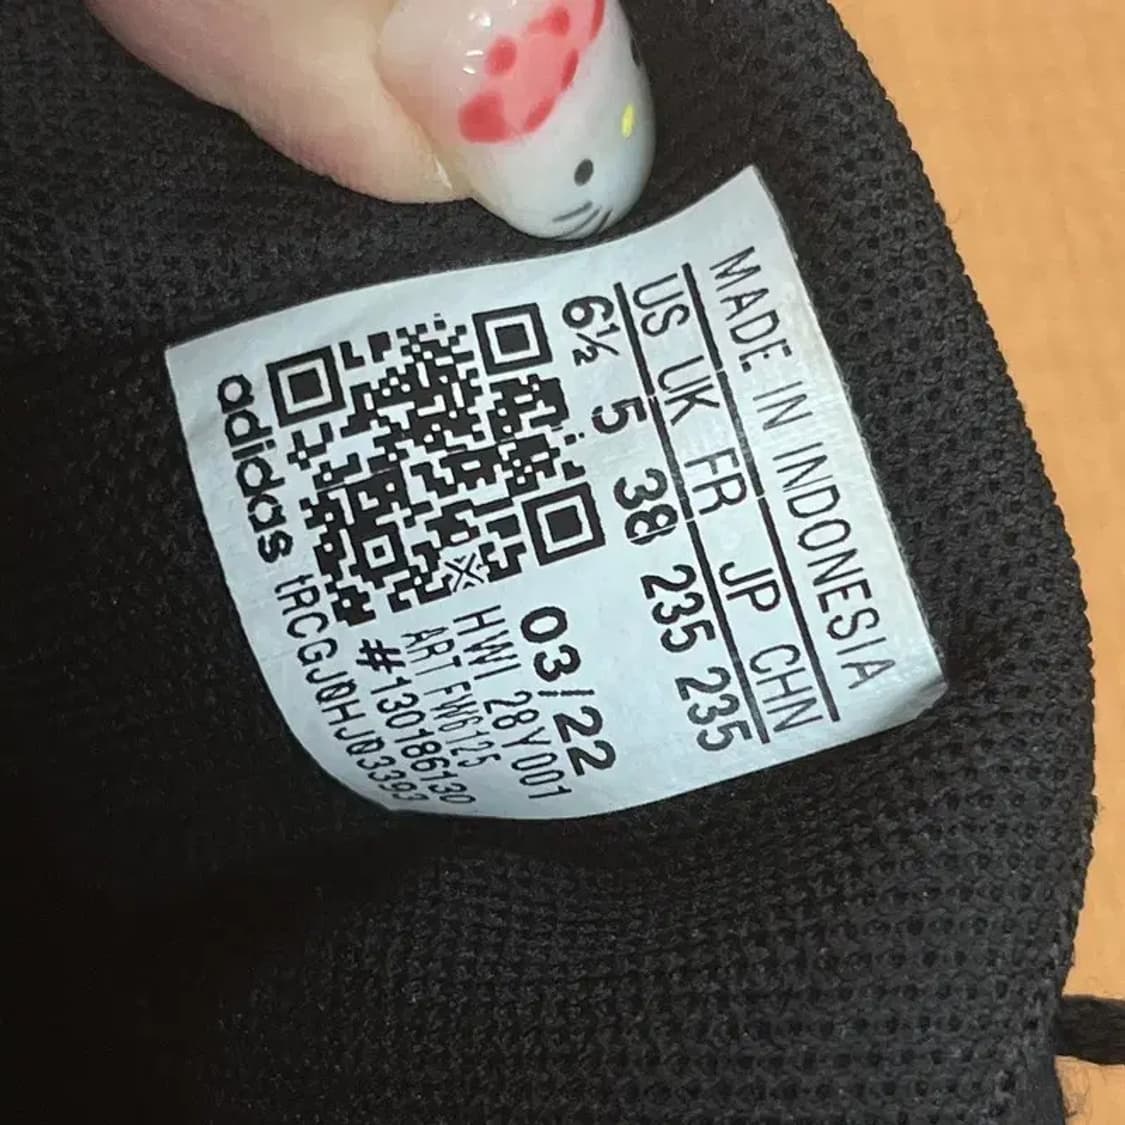 MADE IN INDONESIA
US UK FR JP CHN
6½ 5 38 235 235
03/22
HWI 28Y001
ART FW6125
#130186130
adidas tRCGJ0HJ03393